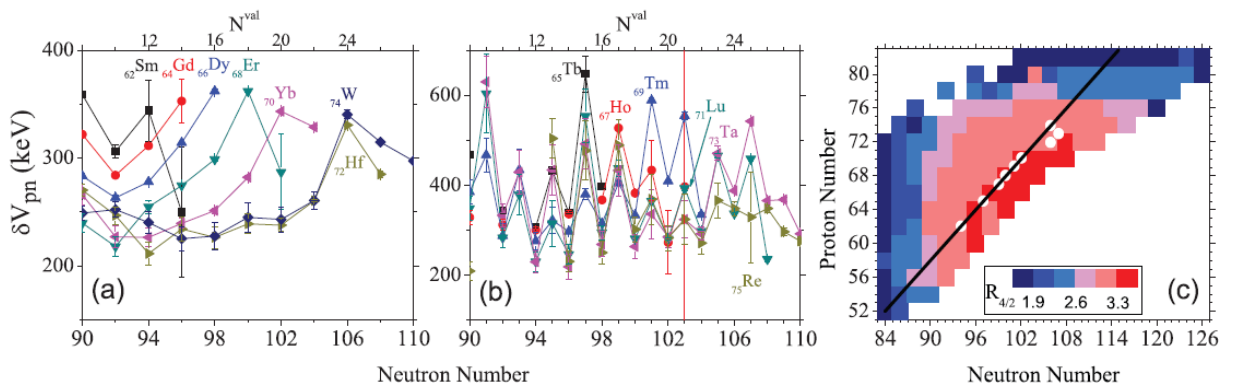 (a)
N^val
12 16 20 24
400
300
200
δV_pn (keV)
62Sm
64Gd
66Dy
68Er
70Yb
74W
72Hf
90 94 98 102 106 110
(b)
N^val
12 16 20 24
600
400
200
65Tb
67Ho
69Tm
71Lu
73Ta
75Re
90 94 98 102 106 110
Neutron Number
(c)
80
76
72
68
64
60
56
52
Proton Number
R_4/2
1.9 2.6 3.3
84 90 96 102 108 114 120 126
Neutron Number